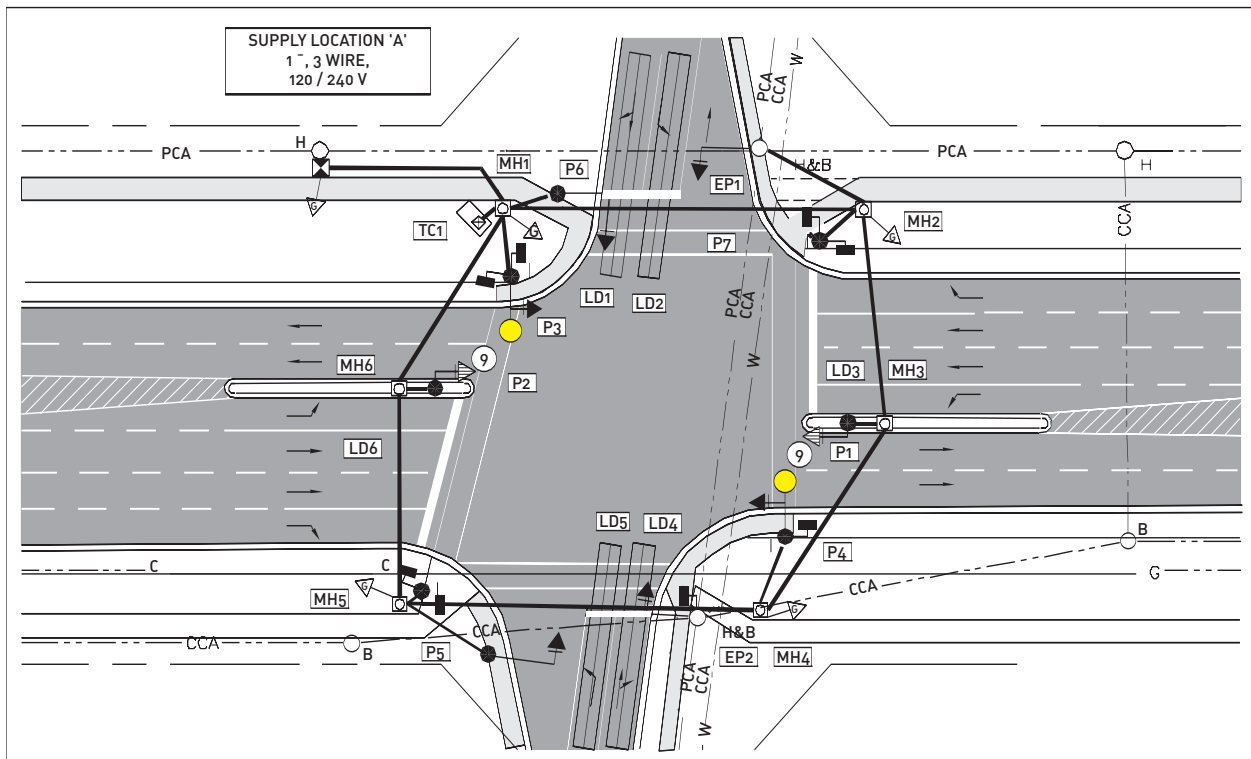 SUPPLY LOCATION 'A'
1 ~, 3 WIRE,
120 / 240 V
PCA
CCA
W
H
PCA
MH1
P6
EP1
H&B
PCA
H
G
TC1
G
P7
MH2
G
CCA
LD1
LD2
PCA
CCA
P3
MH6
9
P2
W
LD3
MH3
LD6
9
P1
LD5
LD4
B
C
C
P4
G
CCA
G
MH5
G
CCA
B
CCA
P5
H&B
EP2
MH4
PCA
CCA
W